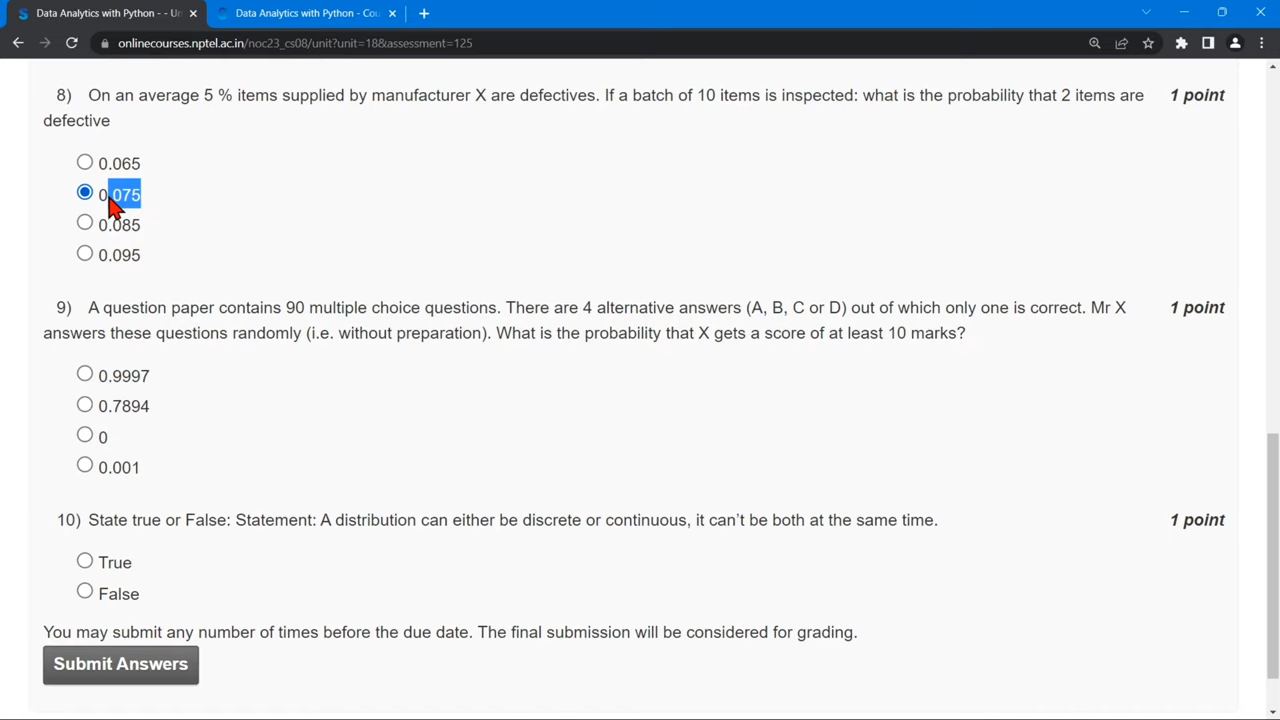 Data Analytics with Python - - Un
Data Analytics with Python - Cou
onlinecourses.nptel.ac.in/noc23_cs08/unit?unit=18&assessment=125
8) On an average 5 % items supplied by manufacturer X are defectives. If a batch of 10 items is inspected: what is the probability that 2 items are 1 point
defective
0.065
0.075
0.085
0.095
9) A question paper contains 90 multiple choice questions. There are 4 alternative answers (A, B, C or D) out of which only one is correct. Mr X 1 point
answers these questions randomly (i.e. without preparation). What is the probability that X gets a score of at least 10 marks?
0.9997
0.7894
0
0.001
10) State true or False: Statement: A distribution can either be discrete or continuous, it can’t be both at the same time. 1 point
True
False
You may submit any number of times before the due date. The final submission will be considered for grading.
Submit Answers